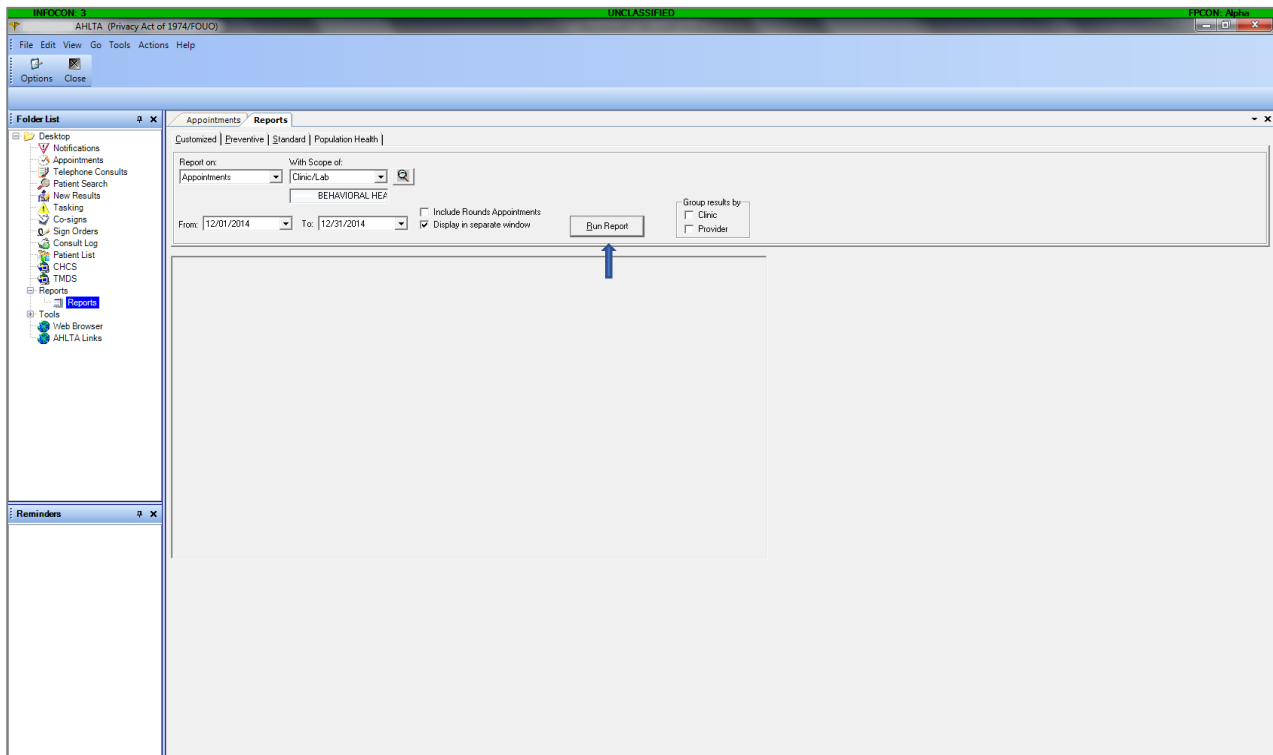 INFOCON: 3 UNCLASSIFIED FPCON: Alpha
AHLTA (Privacy Act of 1974/FOUO)
File Edit View Go Tools Actions Help
Options Close
Folder List
Desktop
Notifications
Appointments
Telephone Consults
Patient Search
New Results
Tasking
Co-signs
Sign Orders
Consult Log
Patient List
CHCS
TMDS
Reports
Reports
Tools
Web Browser
AHLTA Links
Reminders
Appointments Reports
Customized Preventive Standard Population Health
Report on: With Scope of:
Appointments Clinic/Lab
BEHAVIORAL HEA
From: 12/01/2014 To: 12/31/2014
Include Rounds Appointments
Display in separate window
Run Report
Group results by
Clinic
Provider